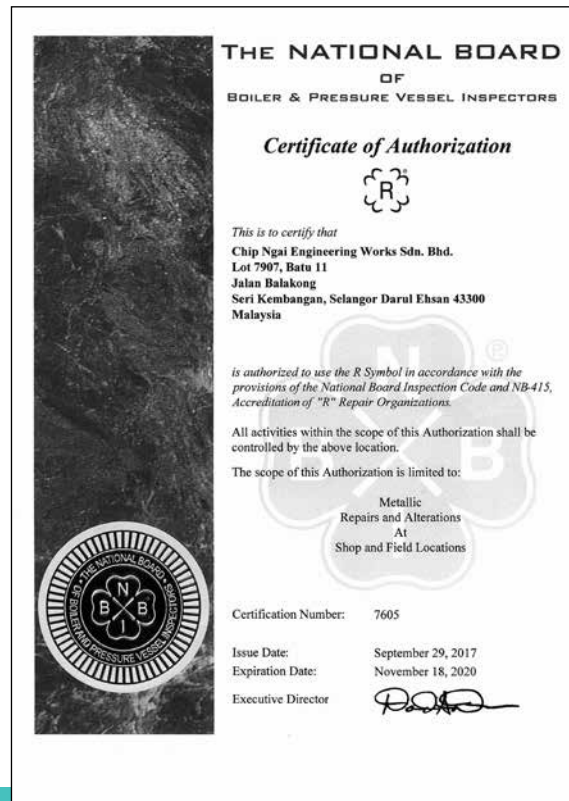 THE NATIONAL BOARD
OF
BOILER & PRESSURE VESSEL INSPECTORS
Certificate of Authorization
R
This is to certify that
Chip Ngai Engineering Works Sdn. Bhd.
Lot 7907, Batu 11
Jalan Balakong
Seri Kembangan, Selangor Darul Ehsan 43300
Malaysia
is authorized to use the R Symbol in accordance with the
provisions of the National Board Inspection Code and NB-415,
Accreditation of "R" Repair Organizations.
All activities within the scope of this Authorization shall be
controlled by the above location.
The scope of this Authorization is limited to:
Metallic
Repairs and Alterations
At
Shop and Field Locations
N
B B
I
®
THE NATIONAL BOARD
OF BOILER AND PRESSURE VESSEL INSPECTORS
N
B B
I
Certification Number: 7605
Issue Date: September 29, 2017
Expiration Date: November 18, 2020
Executive Director